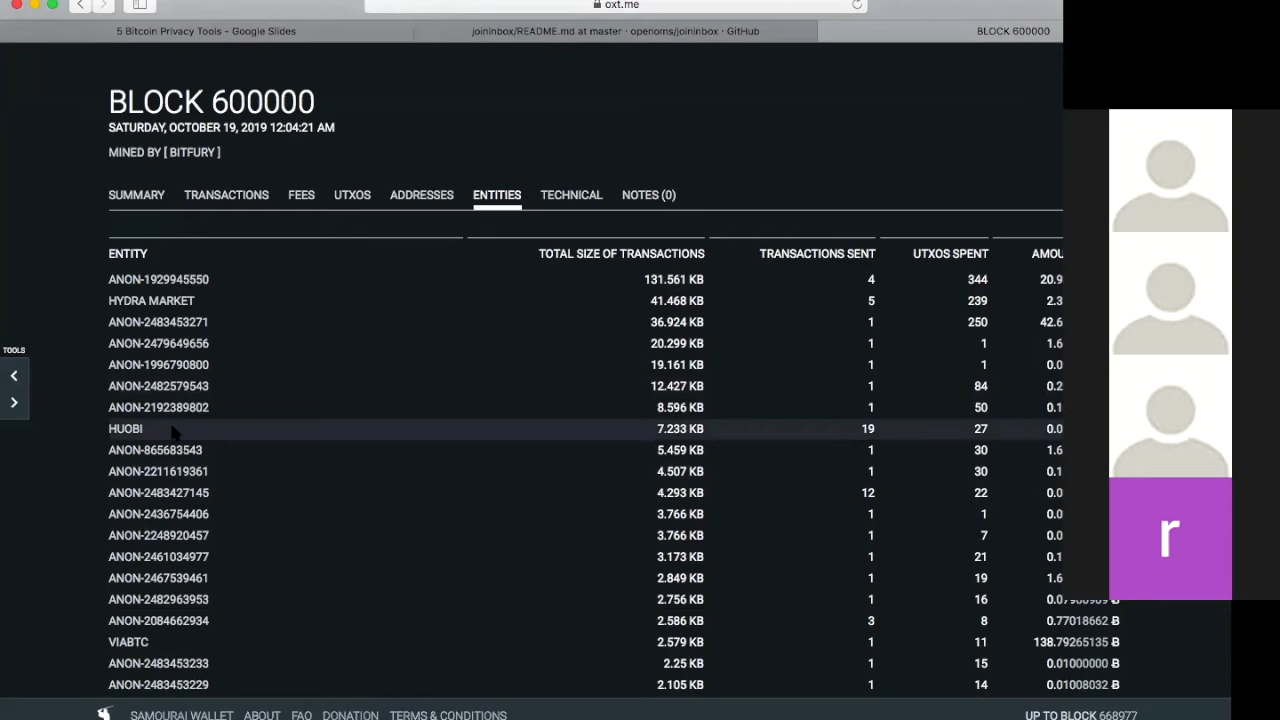 oxt.me
5 Bitcoin Privacy Tools - Google Slides
joininbox/README.md at master · openoms/joininbox · GitHub
BLOCK 600000
BLOCK 600000
SATURDAY, OCTOBER 19, 2019 12:04:21 AM
MINED BY [ BITFURY ]
SUMMARY TRANSACTIONS FEES UTXOS ADDRESSES ENTITIES TECHNICAL NOTES (0)
ENTITY TOTAL SIZE OF TRANSACTIONS TRANSACTIONS SENT UTXOS SPENT AMOU
ANON-1929945550 131.561 KB 4 344 20.9
HYDRA MARKET 41.468 KB 5 239 2.3
ANON-2483453271 36.924 KB 1 250 42.6
ANON-2479649656 20.299 KB 1 1 1.6
TOOLS
ANON-1996790800 19.161 KB 1 1 0.0
ANON-2482579543 12.427 KB 1 84 0.2
ANON-2192389802 8.596 KB 1 50 0.1
HUOBI 7.233 KB 19 27 0.0
ANON-865683543 5.459 KB 1 30 1.6
ANON-2211619361 4.507 KB 1 30 0.1
ANON-2483427145 4.293 KB 12 22 0.0
ANON-2436754406 3.766 KB 1 1 0.0
ANON-2248920457 3.766 KB 1 7 0.0
r
ANON-2461034977 3.173 KB 1 21 0.1
ANON-2467539461 2.849 KB 1 19 1.6
ANON-2482963953 2.756 KB 1 16
ANON-2084662934 2.586 KB 3 8 0.77018662 Ƀ
VIABTC 2.579 KB 1 11 138.79265135 Ƀ
ANON-2483453233 2.25 KB 1 15 0.01000000 Ƀ
ANON-2483453229 2.105 KB 1 14 0.01008032 Ƀ
SAMOURAI WALLET ABOUT FAQ DONATION TERMS & CONDITIONS UP TO BLOCK 668977